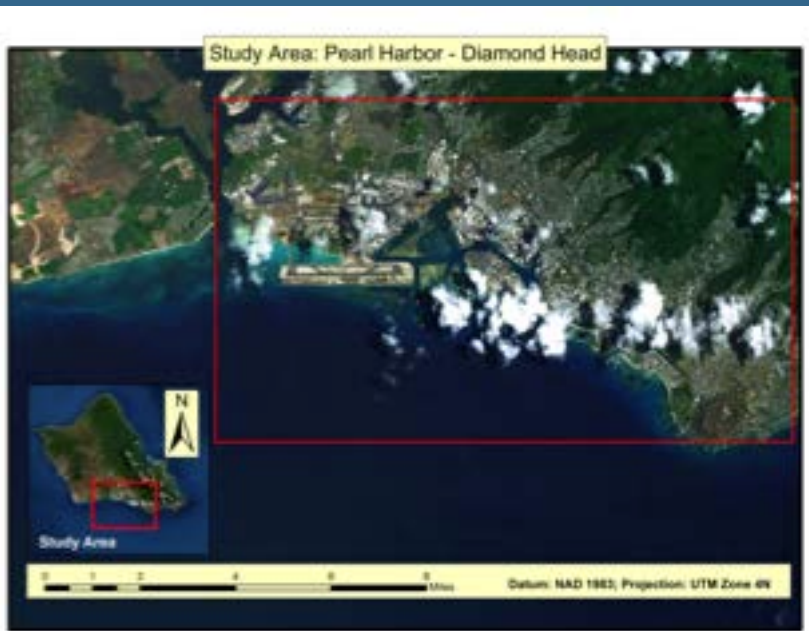 Study Area: Pearl Harbor - Diamond Head
N
Study Area
0 1 2 4 6 8
Miles
Datum: NAD 1983; Projection: UTM Zone 4N